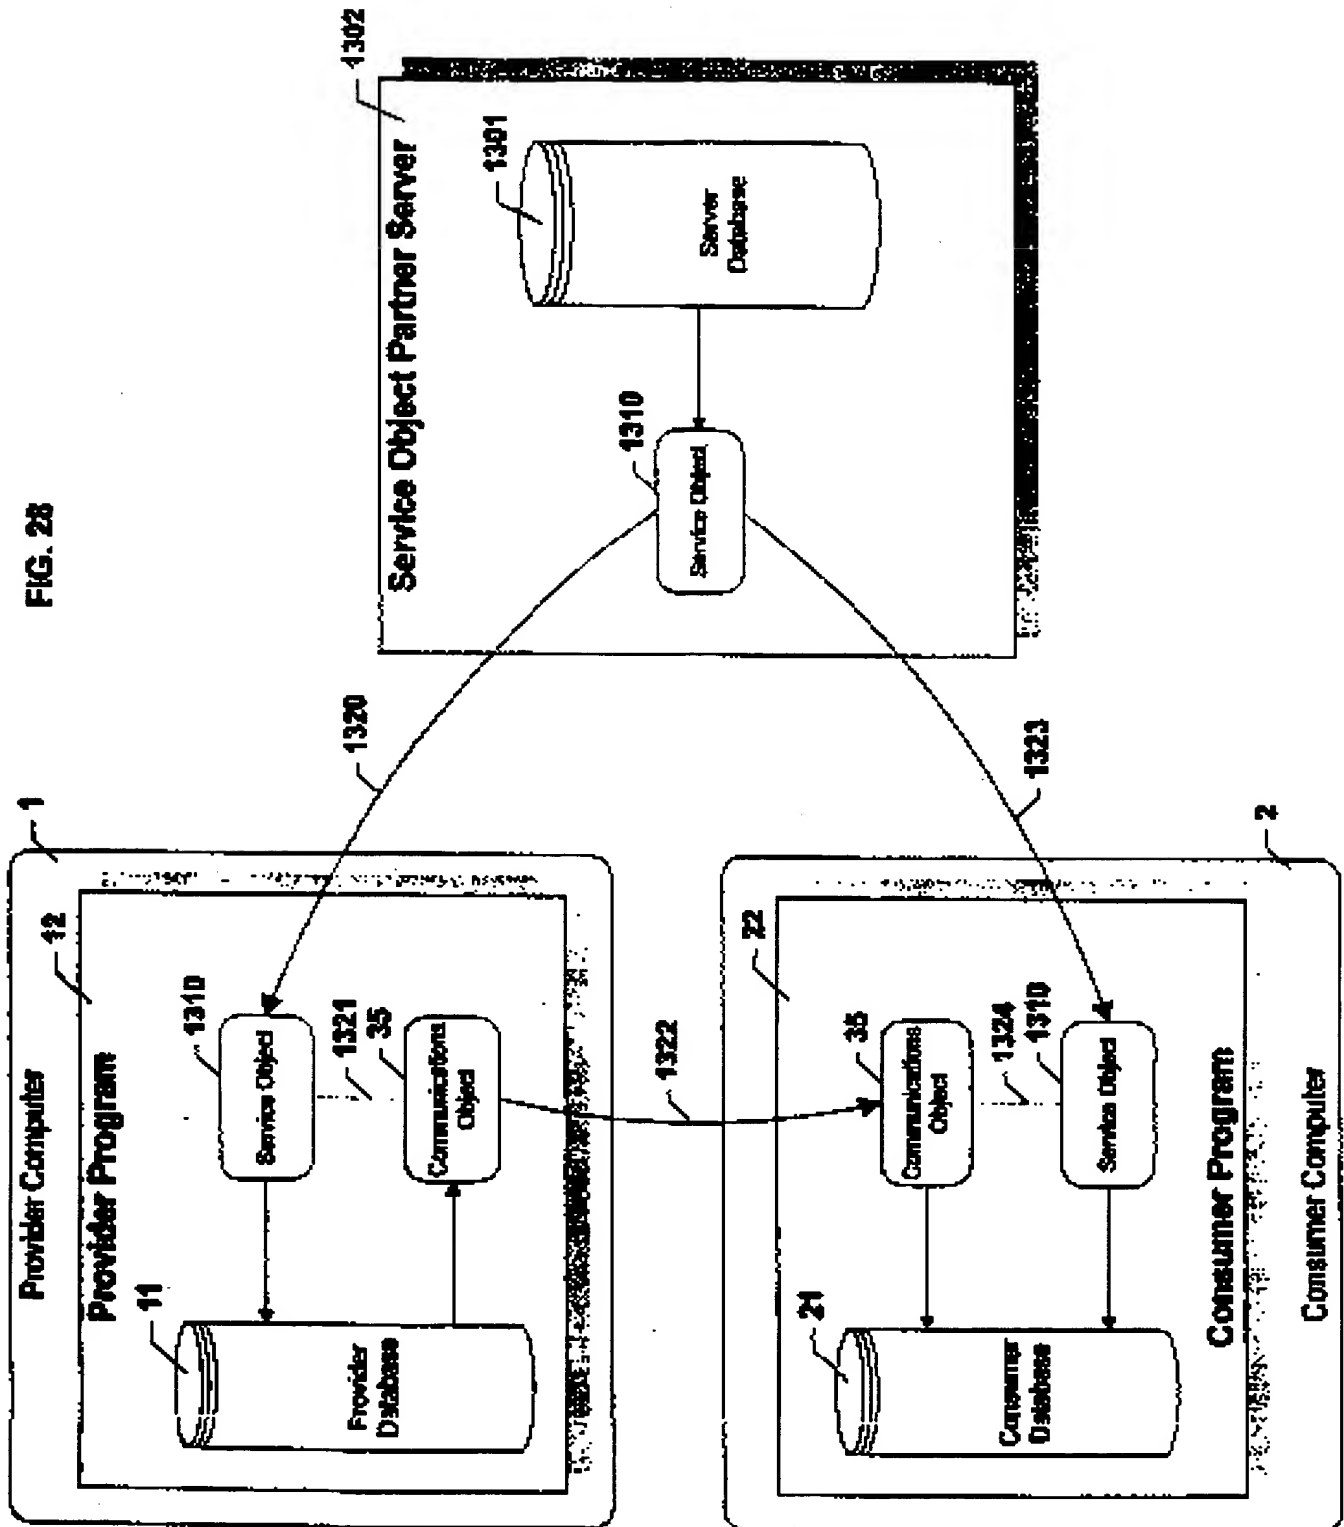 FIG. 28
Provider Computer
1
Provider Program
12
11
Provider
Database
1310
Service Object
1321
35
Communications
Object
1320
1322
Service Object Partner Server
1302
1301
Server
Database
1310
Service Object
1323
2
22
35
Communications
Object
1324
1310
Service Object
21
Consumer
Database
Consumer Program
Consumer Computer